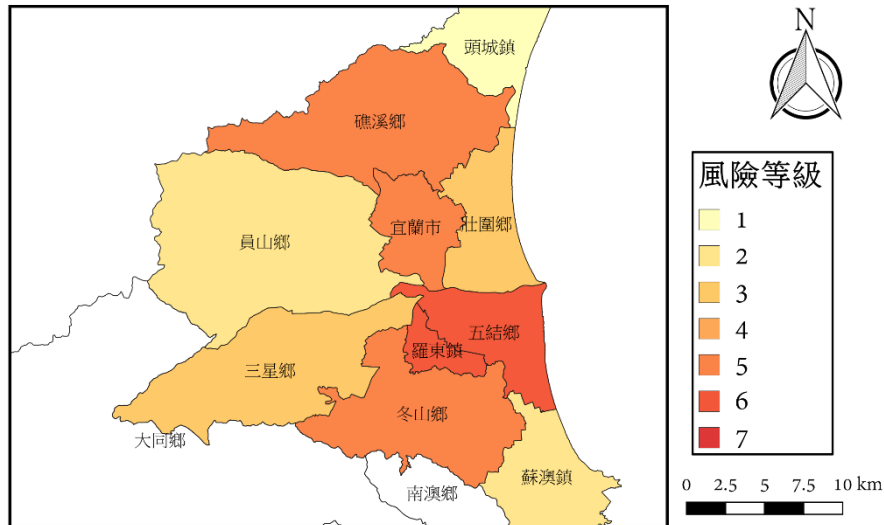 N
頭城鎮
礁溪鄉
員山鄉
宜蘭市
壯圍鄉
五結鄉
羅東鎮
三星鄉
冬山鄉
大同鄉
南澳鄉
蘇澳鎮
風險等級
1
2
3
4
5
6
7
0 2.5 5 7.5 10 km